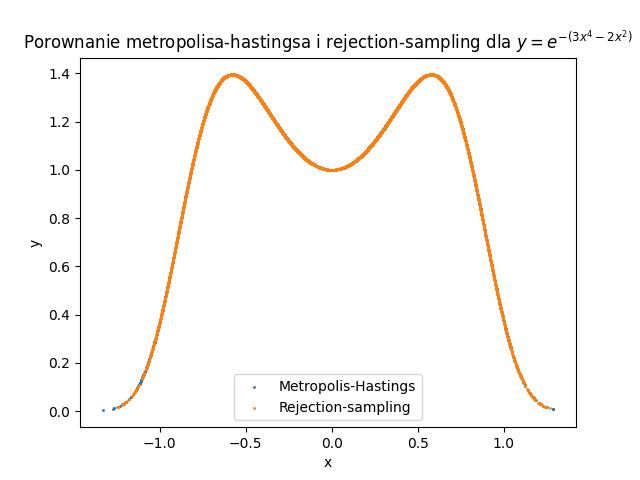 Porownanie metropolisa-hastingsa i rejection-sampling dla $y = e^{-(3x^4-2x^2)}$
1.4
1.2
1.0
0.8
0.6
0.4
0.2
0.0
y
Metropolis-Hastings
Rejection-sampling
−1.0 −0.5 0.0 0.5 1.0
x